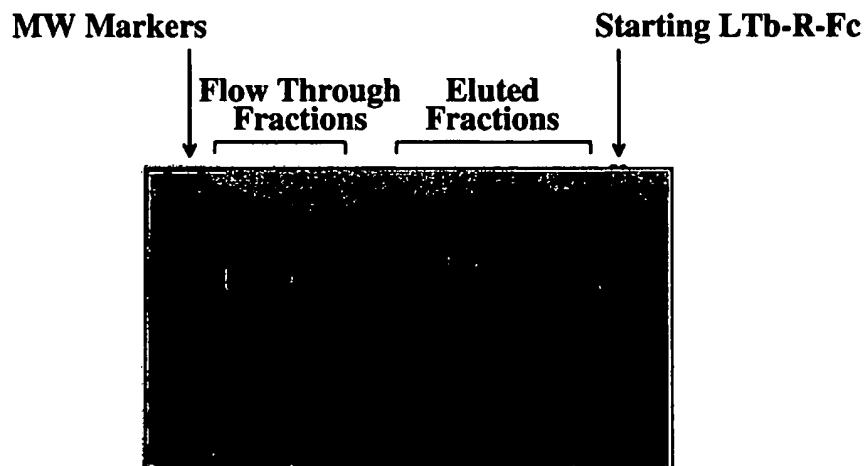 MW Markers
Starting LTb-R-Fc
Flow Through
Fractions
Eluted
Fractions